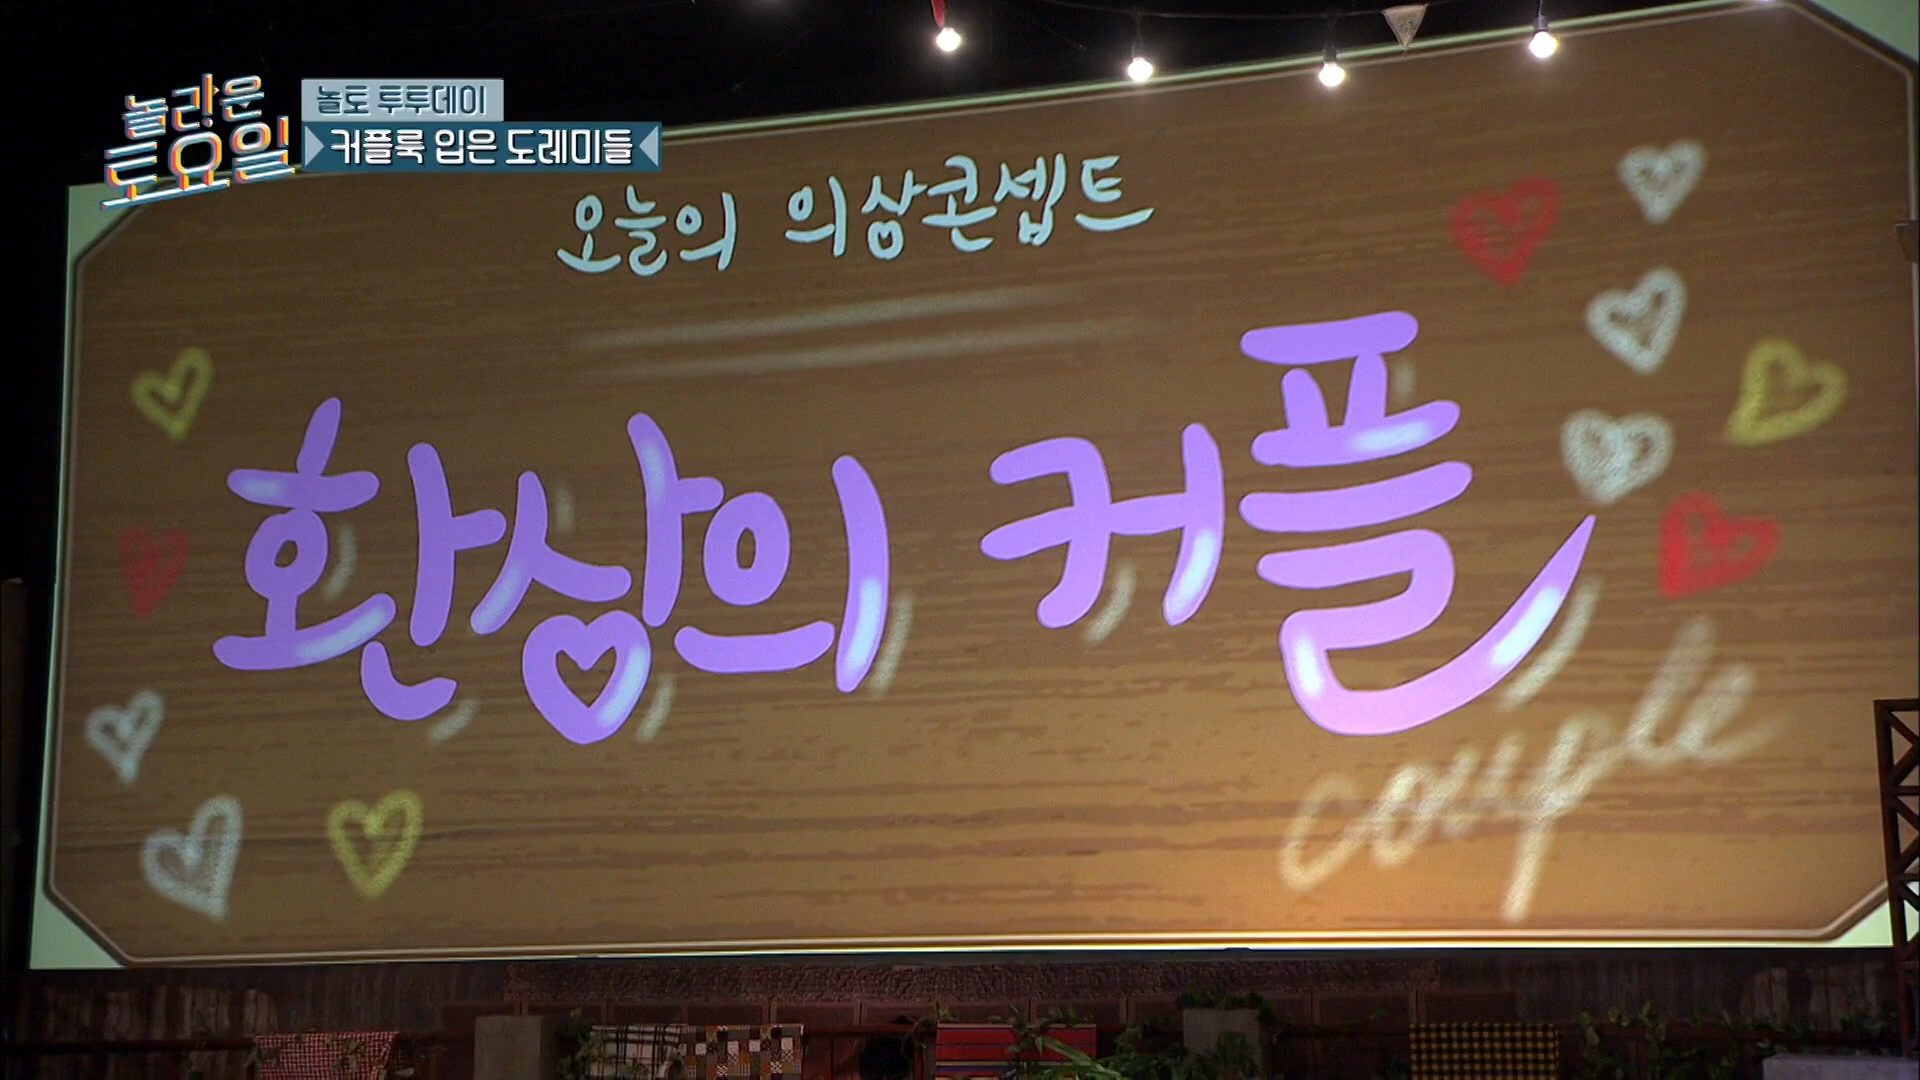 놀라운
토요일
놀토 투투데이
커플룩 입은 도레미들
오늘의 의상콘셉트
환상의 커플
couple